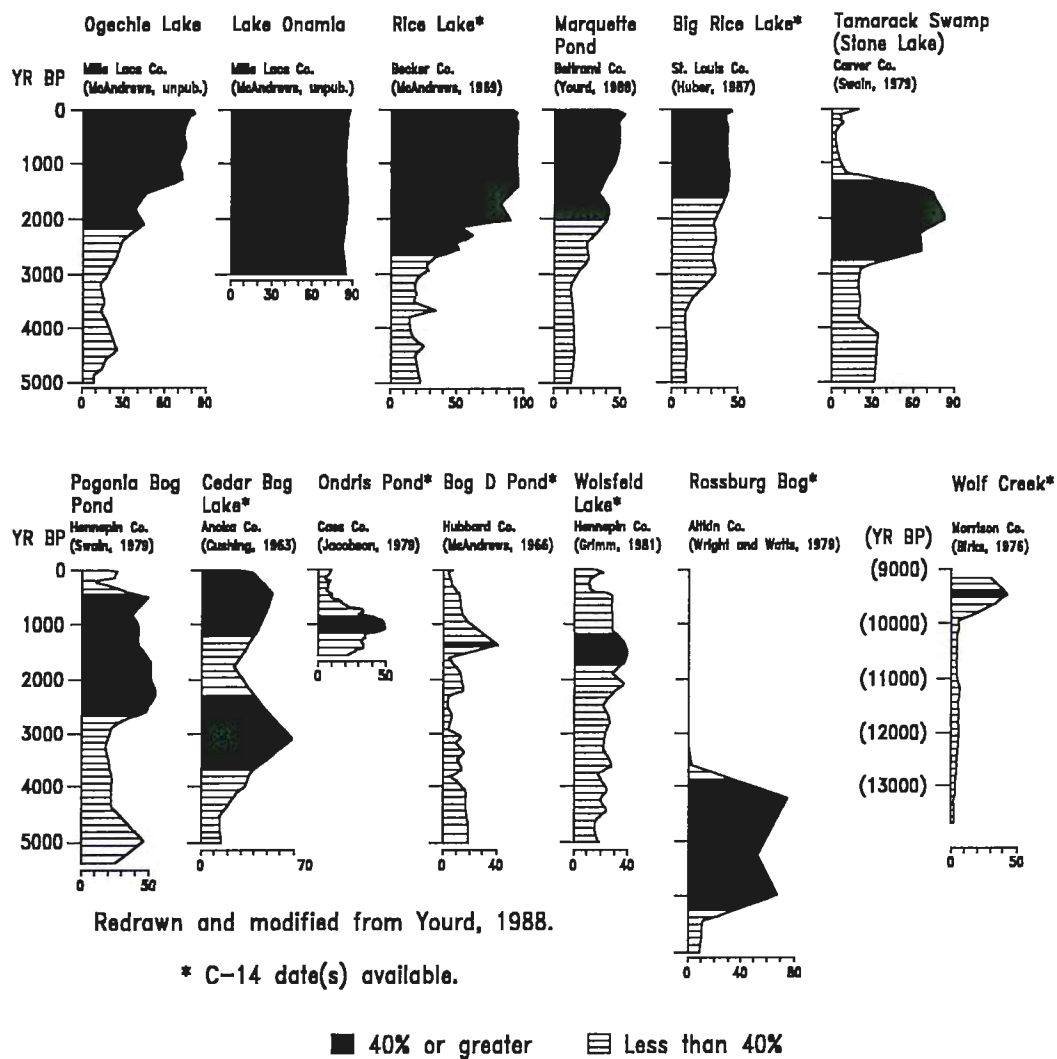 Ogechie Lake
Lake Onamia
Rice Lake*
Marquette
Pond
Big Rice Lake*
Tamarack Swamp
(Stone Lake)
YR BP
Mille Lacs Co.
(McAndrews, unpub.)
Mille Lacs Co.
(McAndrews, unpub.)
Becker Co.
(McAndrews, 1969)
Beltrami Co.
(Yourd, 1988)
St. Louis Co.
(Huber, 1987)
Carver Co.
(Swain, 1979)
0
1000
2000
3000
4000
5000
0 30 60 90
0 30 60 90
0 50 100
0 50
0 30
0 30 60 90
Pogonia Bog
Pond
Cedar Bog
Lake*
Ondris Pond*
Bog D Pond*
Wolsfeld
Lake*
Rossburg Bog*
Wolf Creek*
YR BP
Hennepin Co.
(Swain, 1979)
Anoka Co.
(Cushing, 1963)
Cass Co.
(Jacobson, 1979)
Hubbard Co.
(McAndrews, 1966)
Hennepin Co.
(Grimm, 1981)
Aitkin Co.
(Wright and Watts, 1979)
(YR BP)
Morrison Co.
(Birks, 1976)
0
1000
2000
3000
4000
5000
(9000)
(10000)
(11000)
(12000)
(13000)
0 30
0 70
0 50
0 40
0 40
0 40 80
0 50
Redrawn and modified from Yourd, 1988.
* C-14 date(s) available.
40% or greater
Less than 40%